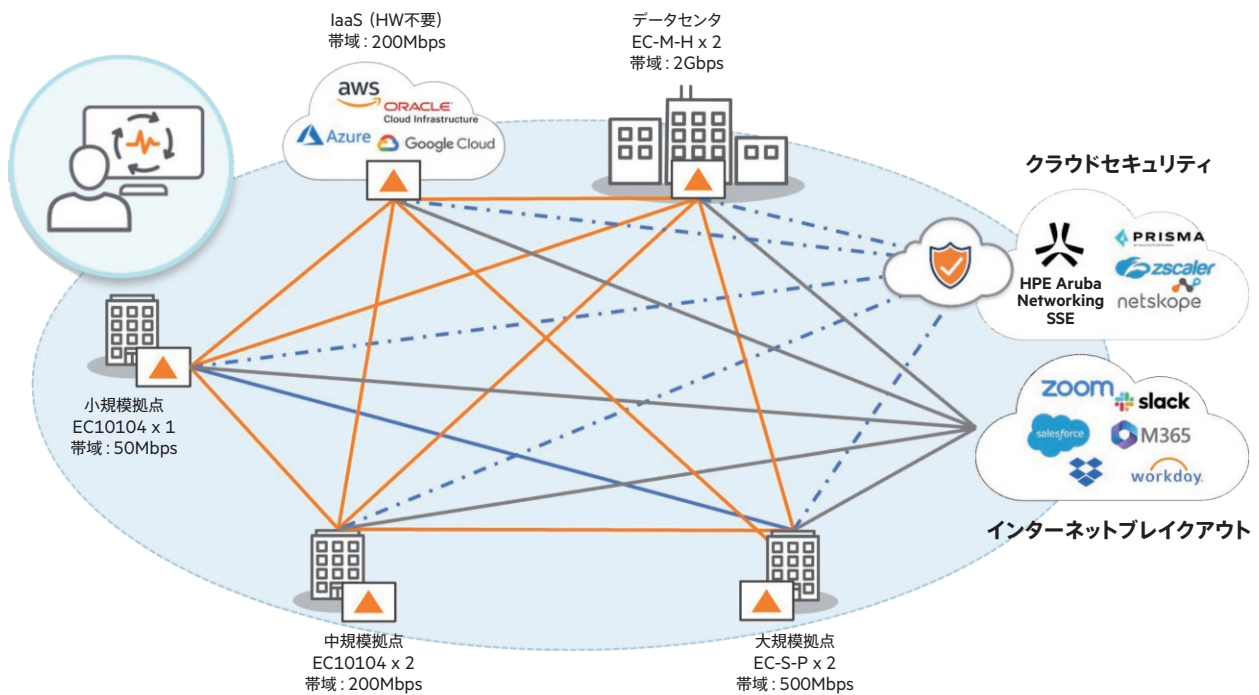 IaaS (HW不要)
帯域:200Mbps
データセンタ
EC-M-H x 2
帯域:2Gbps
aws
ORACLE
Cloud Infrastructure
Azure
Google Cloud
クラウドセキュリティ
PRISMA
zscaler
netskope
HPE Aruba
Networking
SSE
小規模拠点
EC10104 x 1
帯域:50Mbps
zoom
slack
salesforce
M365
workday.
インターネットブレイクアウト
中規模拠点
EC10104 x 2
帯域:200Mbps
大規模拠点
EC-S-P x 2
帯域:500Mbps